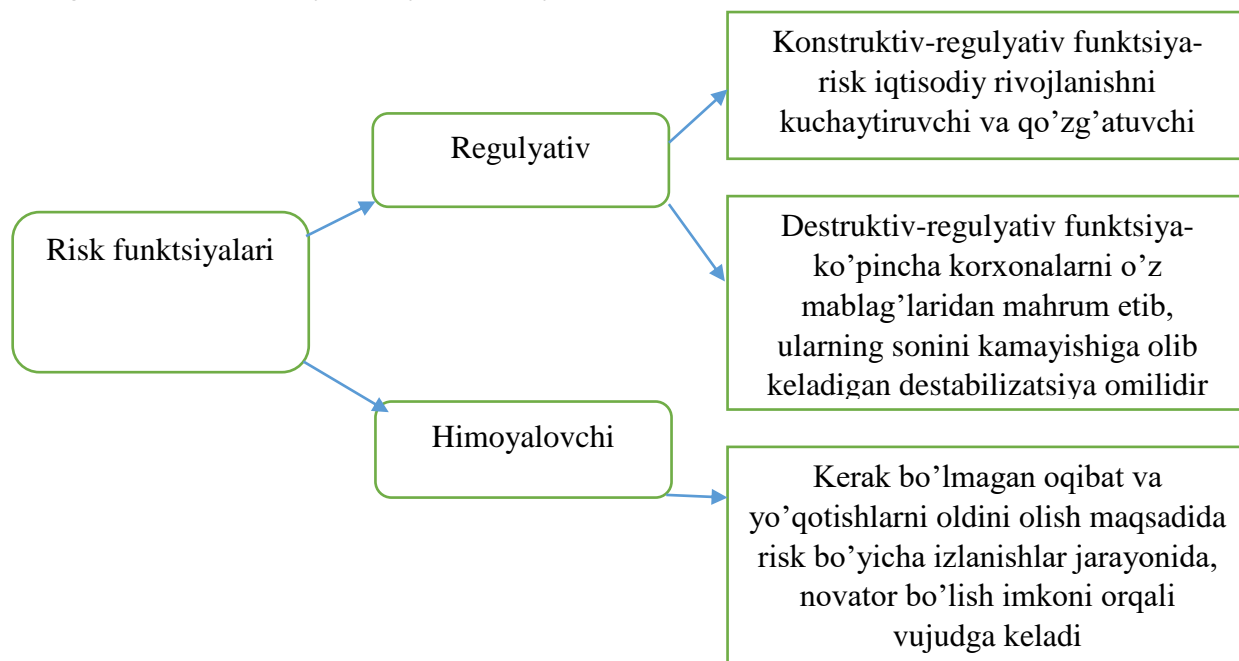 Risk funktsiyalari
Regulyativ
Himoyalovchi
Konstruktiv-regulyativ funktsiya-
risk iqtisodiy rivojlanishni
kuchaytiruvchi va qo’zg’atuvchi
Destruktiv-regulyativ funktsiya-
ko’pincha korxonalarni o’z
mablag’laridan mahrum etib,
ularning sonini kamayishiga olib
keladigan destabilizatsiya omilidir
Kerak bo’lmagan oqibat va
yo’qotishlarni oldini olish maqsadida
risk bo’yicha izlanishlar jarayonida,
novator bo’lish imkoni orqali
vujudga keladi